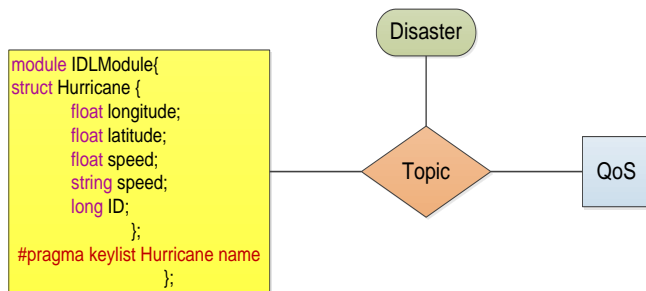 Disaster
module IDLModule{
struct Hurricane {
float longitude;
float latitude;
float speed;
string speed;
long ID;
};
#pragma keylist Hurricane name
};
Topic
QoS